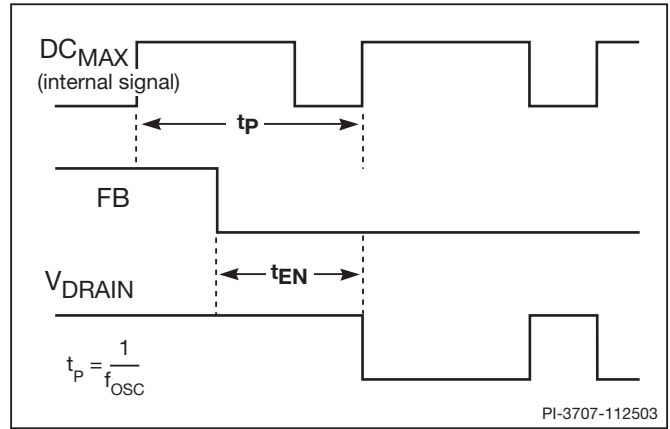 DCMAX
(internal signal)
tP
FB
tEN
VDRAIN
tP = 1/fOSC
PI-3707-112503